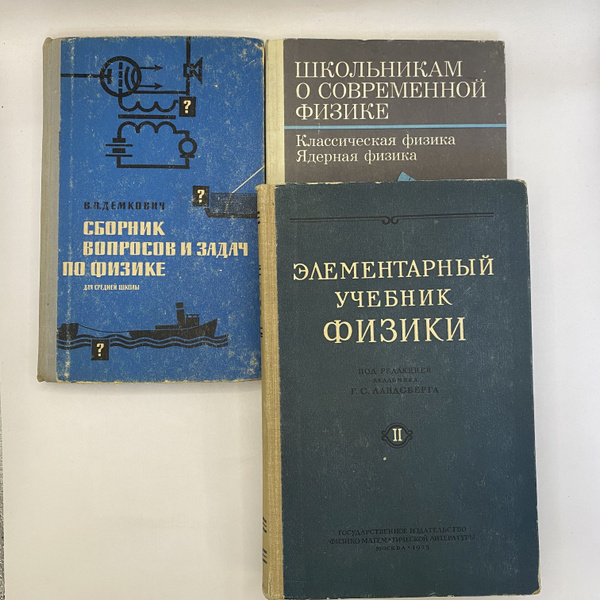 ?
?
В.П.ДЕМКОВИЧ
СБОРНИК
ВОПРОСОВ И ЗАДАЧ
ПО ФИЗИКЕ
ДЛЯ СРЕДНЕЙ ШКОЛЫ
?
ШКОЛЬНИКАМ
О СОВРЕМЕННОЙ
ФИЗИКЕ
Классическая физика
Ядерная физика
ЭЛЕМЕНТАРНЫЙ
УЧЕБНИК
ФИЗИКИ
ПОД РЕДАКЦИЕЙ
АКАДЕМИКА
Г. С. ЛАНДСБЕРГА
II
ГОСУДАРСТВЕННОЕ ИЗДАТЕЛЬСТВО
ФИЗИКО-МАТЕМАТИЧЕСКОЙ ЛИТЕРАТУРЫ
МОСКВА